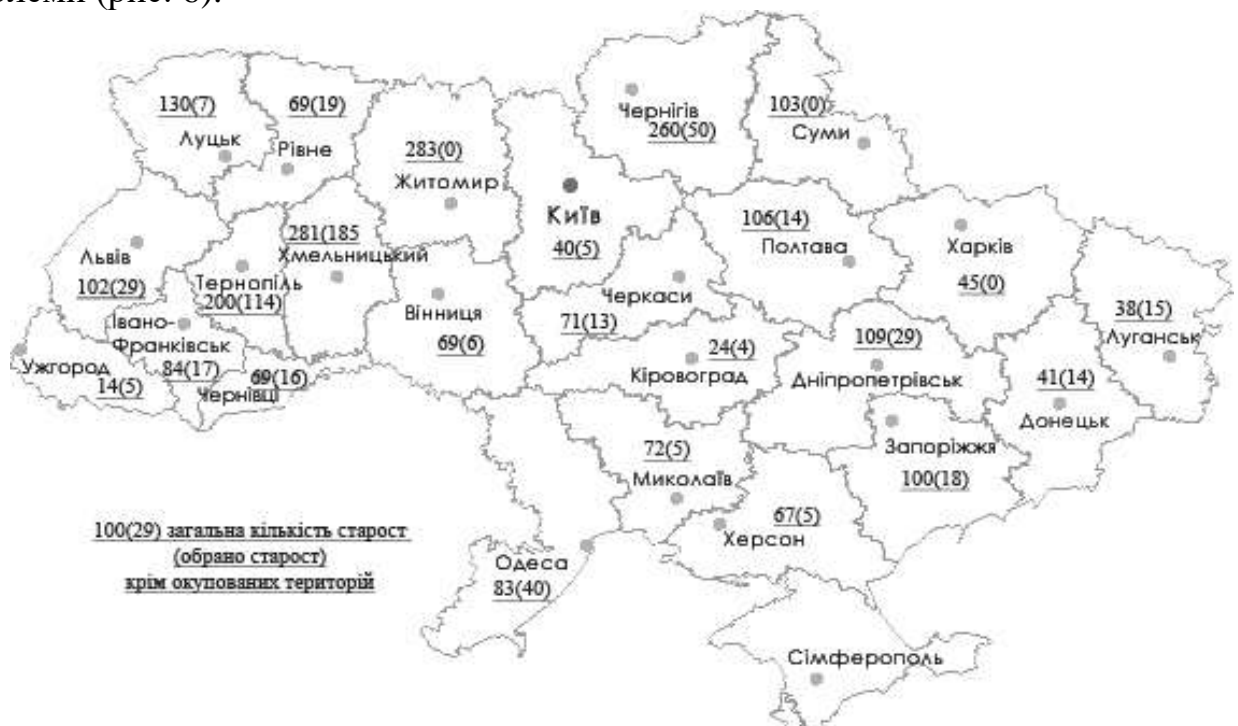 (рис. 6).
130(7)
Луцьк
69(19)
Рівне
283(0)
Житомир
Чернігів
260(50)
103(0)
Суми
Київ
40(5)
106(14)
Полтава
Харків
45(0)
38(15)
Луганськ
Львів
102(29)
281(185
Хмельницький
Тернопіль
200(114)
Вінниця
69(6)
Черкаси
71(13)
Івано-
Франківськ
84(17)
Ужгород
14(5)
69(16)
Чернівці
24(4)
Кіровоград
109(29)
Дніпропетрівськ
41(14)
Донецьк
Запоріжжя
100(18)
72(5)
Миколаїв
67(5)
Херсон
100(29) загальна кількість старост
(обрано старост)
крім окупованих територій
Одеса
83(40)
Сімферополь